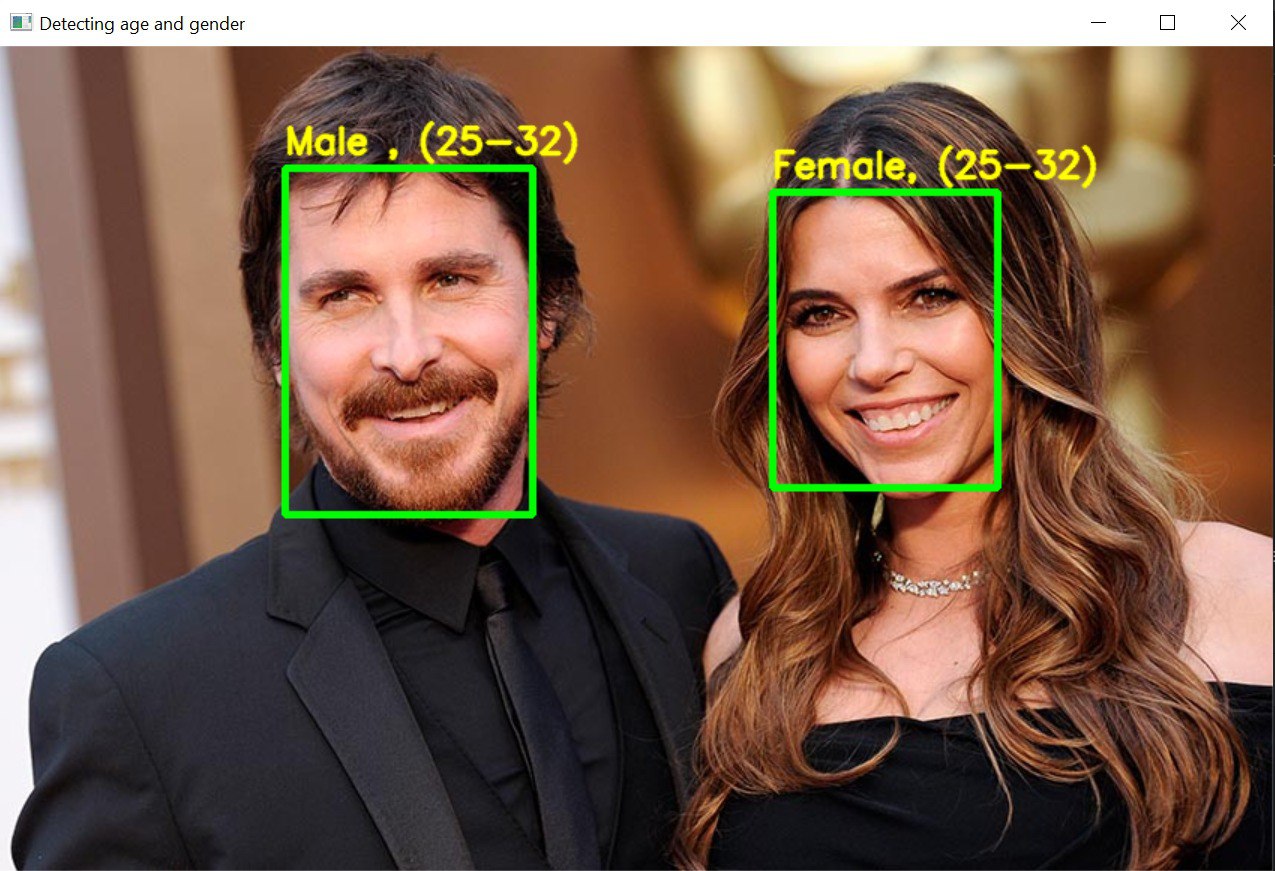 Detecting age and gender
Male , (25-32)
Female, (25-32)